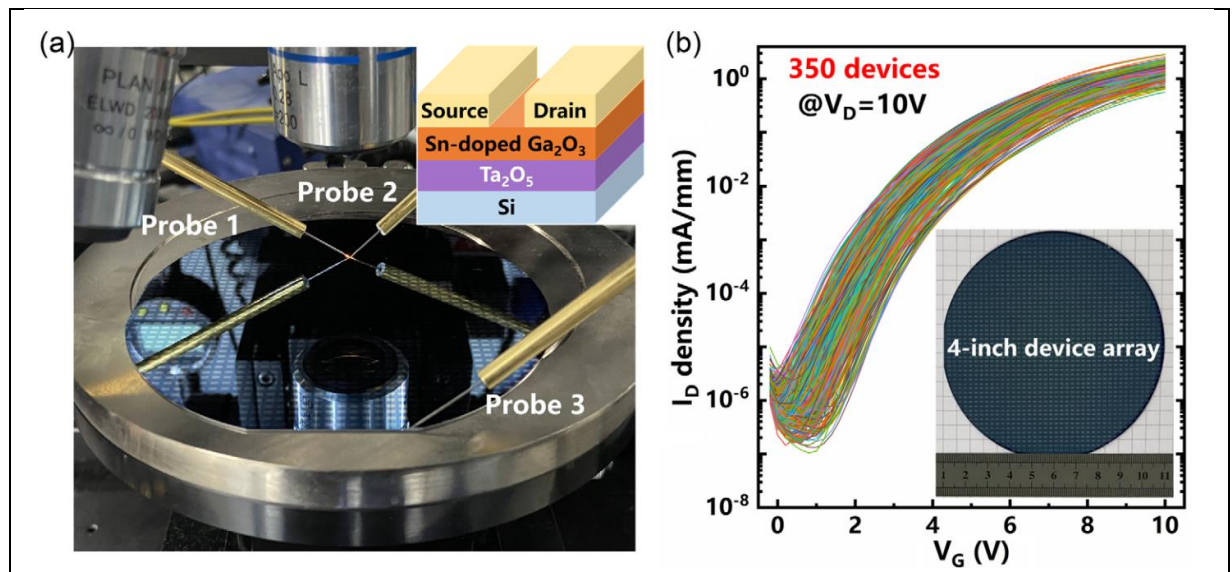 (a)
PLAN
ELWD 20
∞/0
L
Source
Drain
Sn-doped Ga₂O₃
Ta₂O₅
Si
Probe 1
Probe 2
Probe 3
(b)
350 devices
@V_D=10V
I_D density (mA/mm)
10⁰
10⁻²
10⁻⁴
10⁻⁶
10⁻⁸
4-inch device array
1 2 3 4 5 6 7 8 9 10 11
0 2 4 6 8 10
V_G (V)